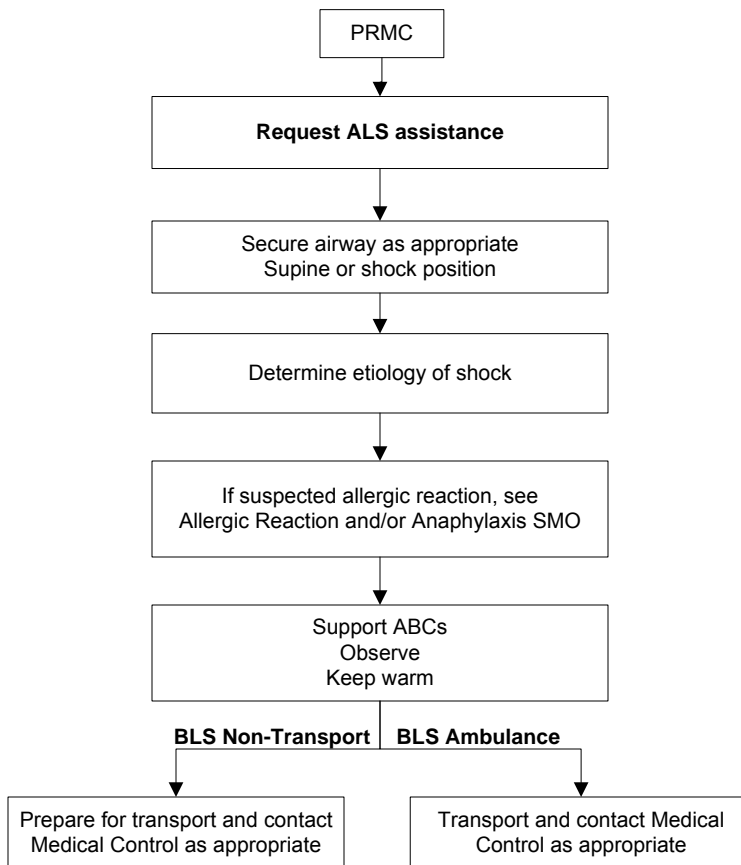 PRMC
Request ALS assistance
Secure airway as appropriate
Supine or shock position
Determine etiology of shock
If suspected allergic reaction, see
Allergic Reaction and/or Anaphylaxis SMO
Support ABCs
Observe
Keep warm
BLS Non-Transport
BLS Ambulance
Prepare for transport and contact
Medical Control as appropriate
Transport and contact Medical
Control as appropriate